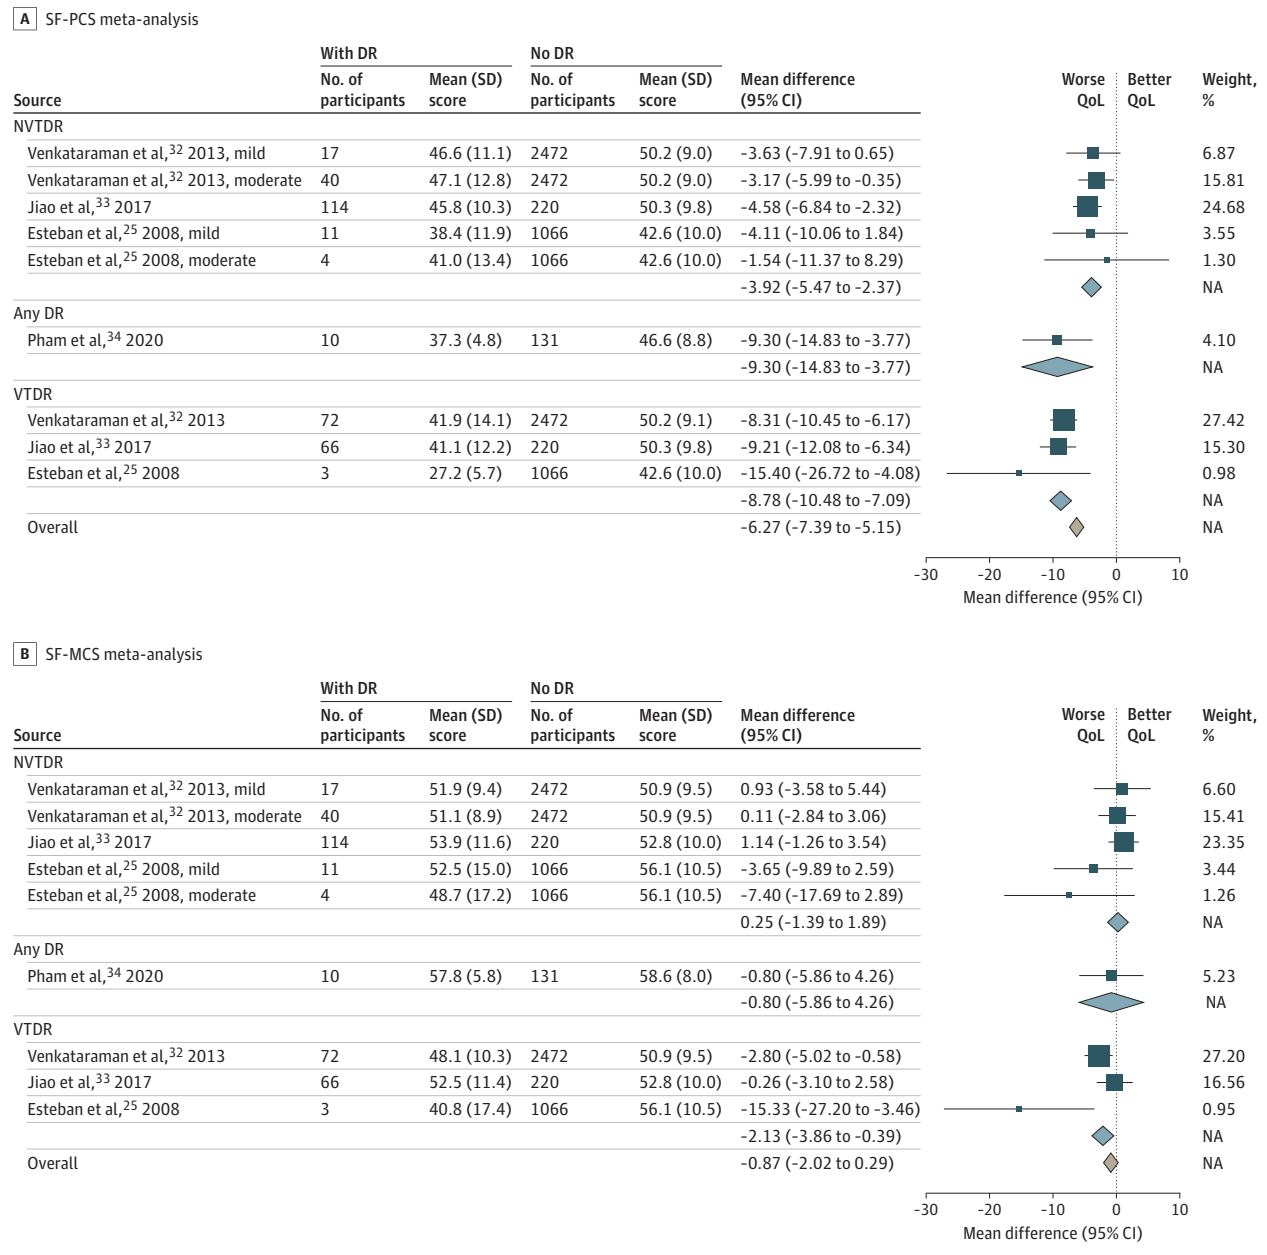 A SF-PCS meta-analysis
With DR No DR
Source No. of participants Mean (SD) score No. of participants Mean (SD) score Mean difference (95% CI) Worse QoL Better QoL Weight, %
NVTDR
Venkataraman et al,32 2013, mild 17 46.6 (11.1) 2472 50.2 (9.0) -3.63 (-7.91 to 0.65) 6.87
Venkataraman et al,32 2013, moderate 40 47.1 (12.8) 2472 50.2 (9.0) -3.17 (-5.99 to -0.35) 15.81
Jiao et al,33 2017 114 45.8 (10.3) 220 50.3 (9.8) -4.58 (-6.84 to -2.32) 24.68
Esteban et al,25 2008, mild 11 38.4 (11.9) 1066 42.6 (10.0) -4.11 (-10.06 to 1.84) 3.55
Esteban et al,25 2008, moderate 4 41.0 (13.4) 1066 42.6 (10.0) -1.54 (-11.37 to 8.29) 1.30
-3.92 (-5.47 to -2.37) NA
Any DR
Pham et al,34 2020 10 37.3 (4.8) 131 46.6 (8.8) -9.30 (-14.83 to -3.77) 4.10
-9.30 (-14.83 to -3.77) NA
VTDR
Venkataraman et al,32 2013 72 41.9 (14.1) 2472 50.2 (9.1) -8.31 (-10.45 to -6.17) 27.42
Jiao et al,33 2017 66 41.1 (12.2) 220 50.3 (9.8) -9.21 (-12.08 to -6.34) 15.30
Esteban et al,25 2008 3 27.2 (5.7) 1066 42.6 (10.0) -15.40 (-26.72 to -4.08) 0.98
-8.78 (-10.48 to -7.09) NA
Overall -6.27 (-7.39 to -5.15) NA
-30 -20 -10 0 10
Mean difference (95% CI)
B SF-MCS meta-analysis
With DR No DR
Source No. of participants Mean (SD) score No. of participants Mean (SD) score Mean difference (95% CI) Worse QoL Better QoL Weight, %
NVTDR
Venkataraman et al,32 2013, mild 17 51.9 (9.4) 2472 50.9 (9.5) 0.93 (-3.58 to 5.44) 6.60
Venkataraman et al,32 2013, moderate 40 51.1 (8.9) 2472 50.9 (9.5) 0.11 (-2.84 to 3.06) 15.41
Jiao et al,33 2017 114 53.9 (11.6) 220 52.8 (10.0) 1.14 (-1.26 to 3.54) 23.35
Esteban et al,25 2008, mild 11 52.5 (15.0) 1066 56.1 (10.5) -3.65 (-9.89 to 2.59) 3.44
Esteban et al,25 2008, moderate 4 48.7 (17.2) 1066 56.1 (10.5) -7.40 (-17.69 to 2.89) 1.26
0.25 (-1.39 to 1.89) NA
Any DR
Pham et al,34 2020 10 57.8 (5.8) 131 58.6 (8.0) -0.80 (-5.86 to 4.26) 5.23
-0.80 (-5.86 to 4.26) NA
VTDR
Venkataraman et al,32 2013 72 48.1 (10.3) 2472 50.9 (9.5) -2.80 (-5.02 to -0.58) 27.20
Jiao et al,33 2017 66 52.5 (11.4) 220 52.8 (10.0) -0.26 (-3.10 to 2.58) 16.56
Esteban et al,25 2008 3 40.8 (17.4) 1066 56.1 (10.5) -15.33 (-27.20 to -3.46) 0.95
-2.13 (-3.86 to -0.39) NA
Overall -0.87 (-2.02 to 0.29) NA
-30 -20 -10 0 10
Mean difference (95% CI)